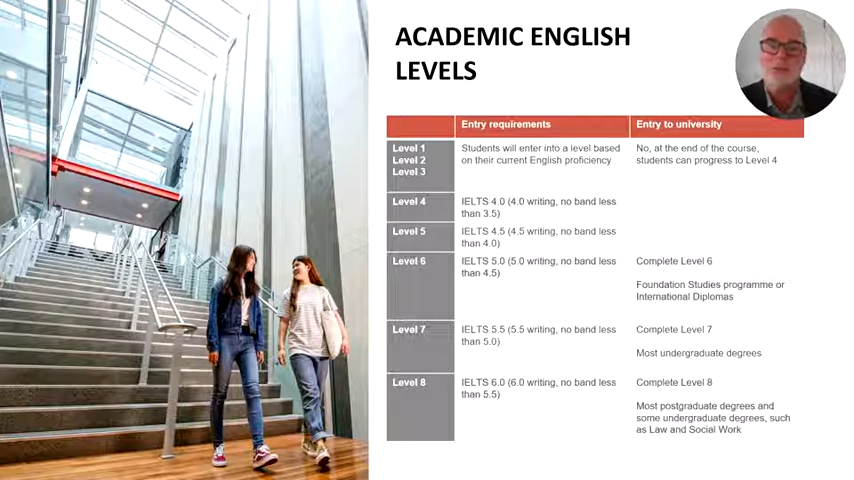 ACADEMIC ENGLISH
LEVELS
Entry requirements
Entry to university
Level 1
Level 2
Level 3
Students will enter into a level based
on their current English proficiency
No, at the end of the course,
students can progress to Level 4
Level 4
IELTS 4.0 (4.0 writing, no band less
than 3.5)
Level 5
IELTS 4.5 (4.5 writing, no band less
than 4.0)
Level 6
IELTS 5.0 (5.0 writing, no band less
than 4.5)
Complete Level 6
Foundation Studies programme or
International Diplomas
Level 7
IELTS 5.5 (5.5 writing, no band less
than 5.0)
Complete Level 7
Most undergraduate degrees
Level 8
IELTS 6.0 (6.0 writing, no band less
than 5.5)
Complete Level 8
Most postgraduate degrees and
some undergraduate degrees, such
as Law and Social Work